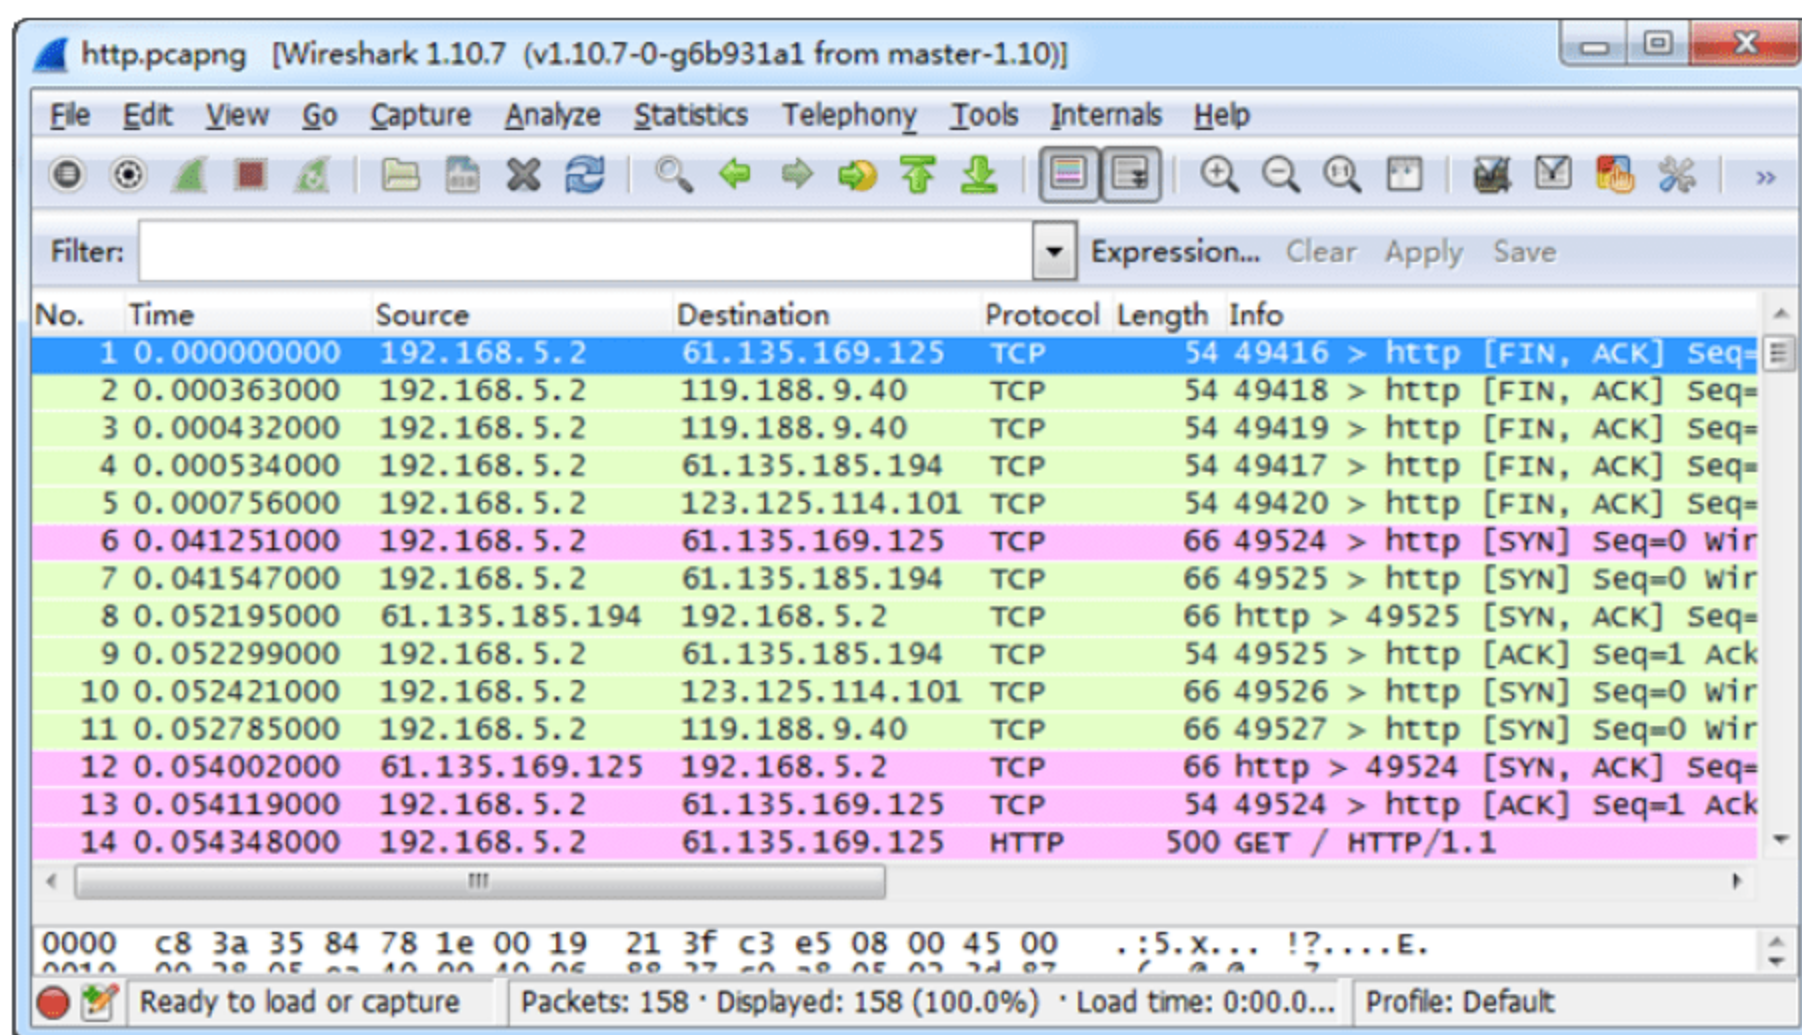 http.pcapng [Wireshark 1.10.7 (v1.10.7-0-g6b931a1 from master-1.10)]
File Edit View Go Capture Analyze Statistics Telephony Tools Internals Help
Filter: Expression... Clear Apply Save
No. Time Source Destination Protocol Length Info
1 0.000000000 192.168.5.2 61.135.169.125 TCP 54 49416 > http [FIN, ACK] Seq=
2 0.000363000 192.168.5.2 119.188.9.40 TCP 54 49418 > http [FIN, ACK] Seq=
3 0.000432000 192.168.5.2 119.188.9.40 TCP 54 49419 > http [FIN, ACK] Seq=
4 0.000534000 192.168.5.2 61.135.185.194 TCP 54 49417 > http [FIN, ACK] Seq=
5 0.000756000 192.168.5.2 123.125.114.101 TCP 54 49420 > http [FIN, ACK] Seq=
6 0.041251000 192.168.5.2 61.135.169.125 TCP 66 49524 > http [SYN] Seq=0 Wir
7 0.041547000 192.168.5.2 61.135.185.194 TCP 66 49525 > http [SYN] Seq=0 Wir
8 0.052195000 61.135.185.194 192.168.5.2 TCP 66 http > 49525 [SYN, ACK] Seq=
9 0.052299000 192.168.5.2 61.135.185.194 TCP 54 49525 > http [ACK] Seq=1 Ack
10 0.052421000 192.168.5.2 123.125.114.101 TCP 66 49526 > http [SYN] Seq=0 Wir
11 0.052785000 192.168.5.2 119.188.9.40 TCP 66 49527 > http [SYN] Seq=0 Wir
12 0.054002000 61.135.169.125 192.168.5.2 TCP 66 http > 49524 [SYN, ACK] Seq=
13 0.054119000 192.168.5.2 61.135.169.125 TCP 54 49524 > http [ACK] Seq=1 Ack
14 0.054348000 192.168.5.2 61.135.169.125 HTTP 500 GET / HTTP/1.1
0000 c8 3a 35 84 78 1e 00 19 21 3f c3 e5 08 00 45 00 .:5.x... !?....E.
Ready to load or capture Packets: 158 · Displayed: 158 (100.0%) · Load time: 0:00.0... Profile: Default